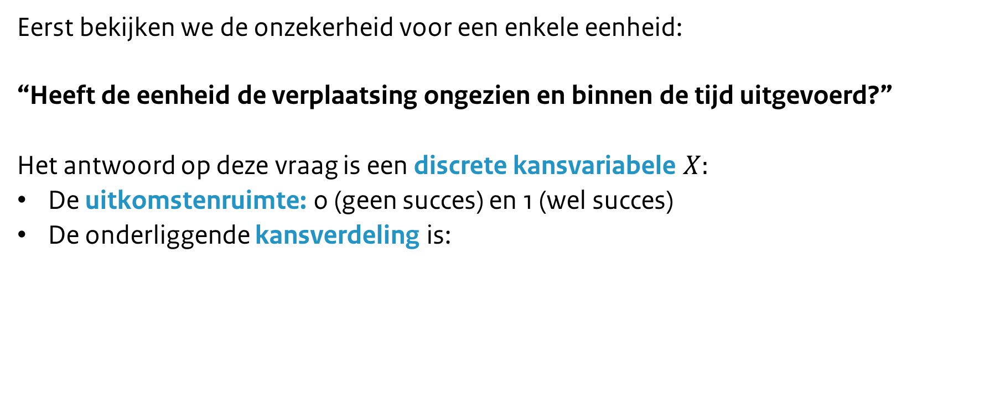 Eerst bekijken we de onzekerheid voor een enkele eenheid:
“Heeft de eenheid de verplaatsing ongezien en binnen de tijd uitgevoerd?”
Het antwoord op deze vraag is een discrete kansvariabele X:
• De uitkomstenruimte: 0 (geen succes) en 1 (wel succes)
• De onderliggende kansverdeling is: